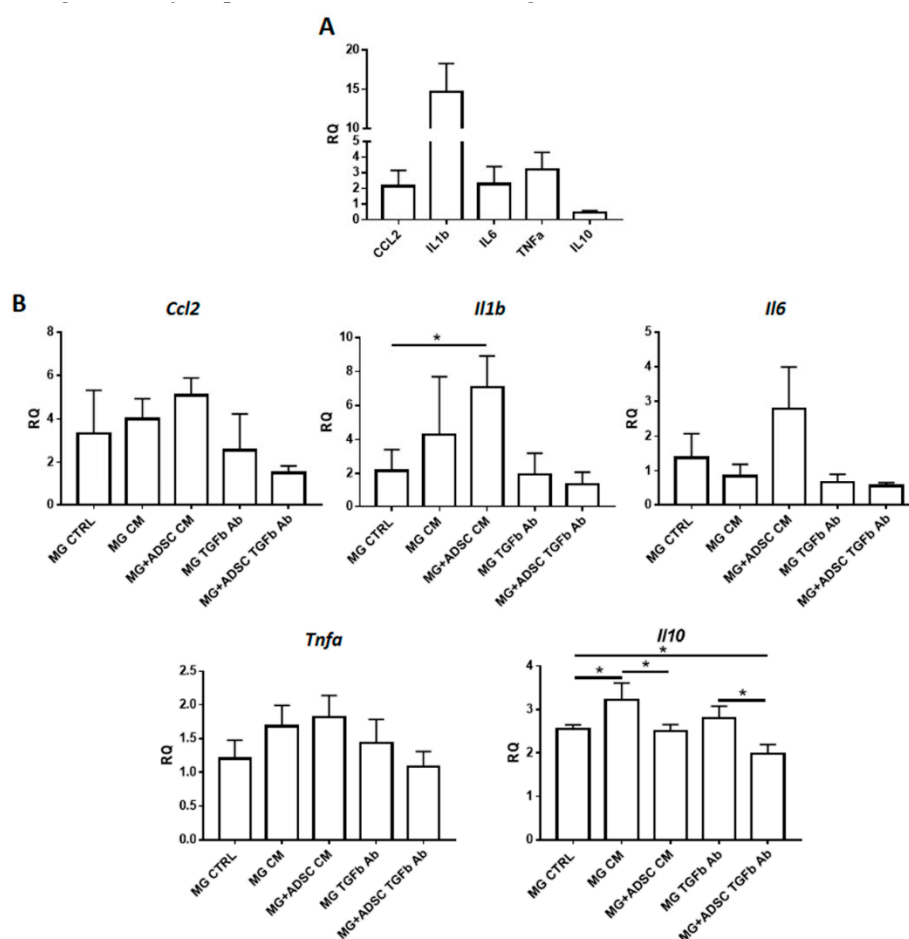 A
20
15
10
5
4
3
2
1
0
RQ
CCL2
IL1b
IL6
TNFa
IL10
B
Ccl2
8
6
4
2
0
RQ
MG CTRL
MG CM
MG+ADSC CM
MG TGFb Ab
MG+ADSC TGFb Ab
Il1b
*
10
8
6
4
2
0
RQ
MG CTRL
MG CM
MG+ADSC CM
MG TGFb Ab
MG+ADSC TGFb Ab
Il6
5
4
3
2
1
0
RQ
MG CTRL
MG CM
MG+ADSC CM
MG TGFb Ab
MG+ADSC TGFb Ab
Tnfa
2.5
2.0
1.5
1.0
0.5
0.0
RQ
MG CTRL
MG CM
MG+ADSC CM
MG TGFb Ab
MG+ADSC TGFb Ab
Il10
*
* *
*
4
3
2
1
0
RQ
MG CTRL
MG CM
MG+ADSC CM
MG TGFb Ab
MG+ADSC TGFb Ab